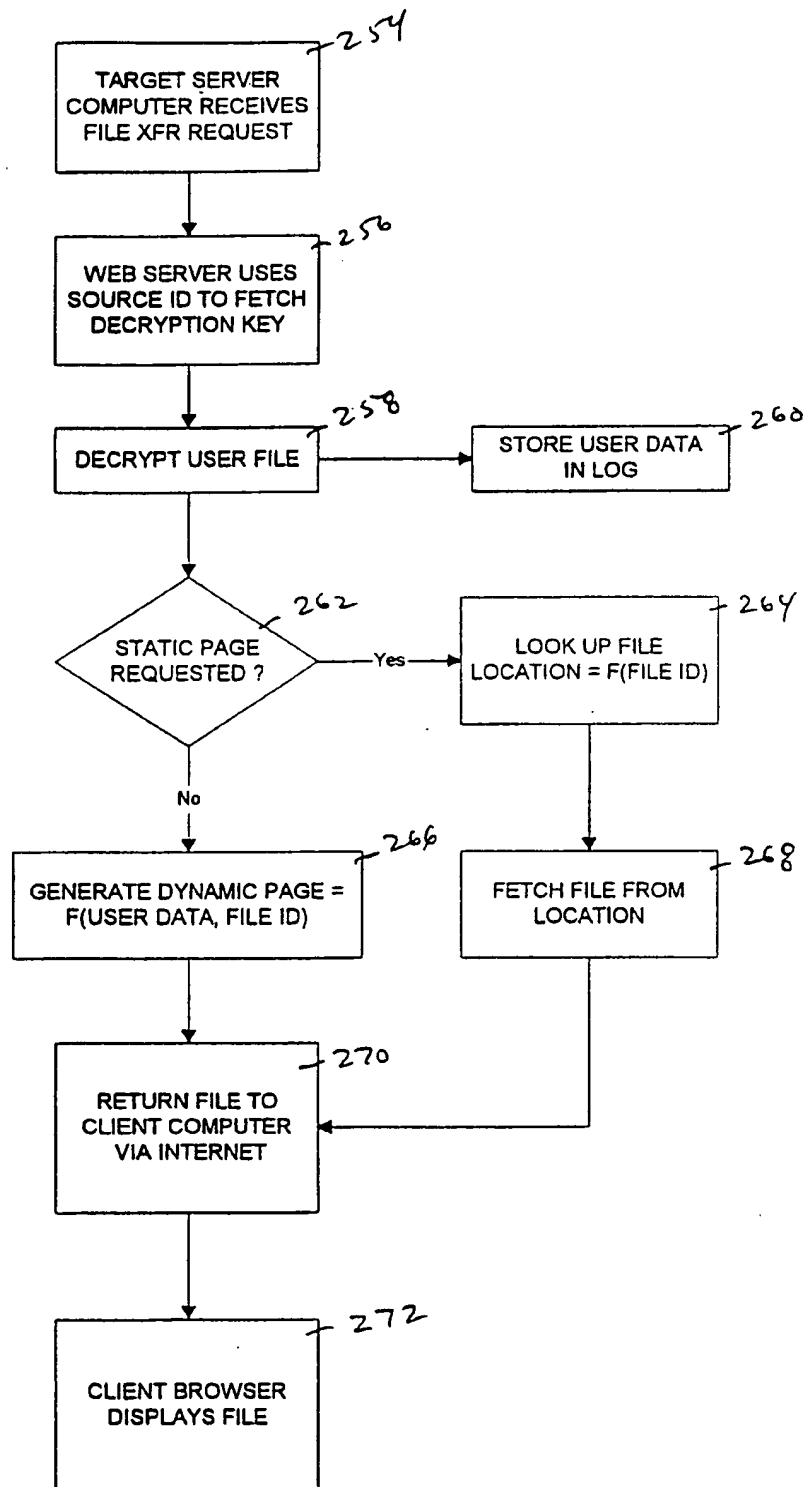 254
TARGET SERVER
COMPUTER RECEIVES
FILE XFR REQUEST
256
WEB SERVER USES
SOURCE ID TO FETCH
DECRYPTION KEY
258
DECRYPT USER FILE
260
STORE USER DATA
IN LOG
262
STATIC PAGE
REQUESTED ?
Yes
264
LOOK UP FILE
LOCATION = F(FILE ID)
No
266
GENERATE DYNAMIC PAGE =
F(USER DATA, FILE ID)
268
FETCH FILE FROM
LOCATION
270
RETURN FILE TO
CLIENT COMPUTER
VIA INTERNET
272
CLIENT BROWSER
DISPLAYS FILE